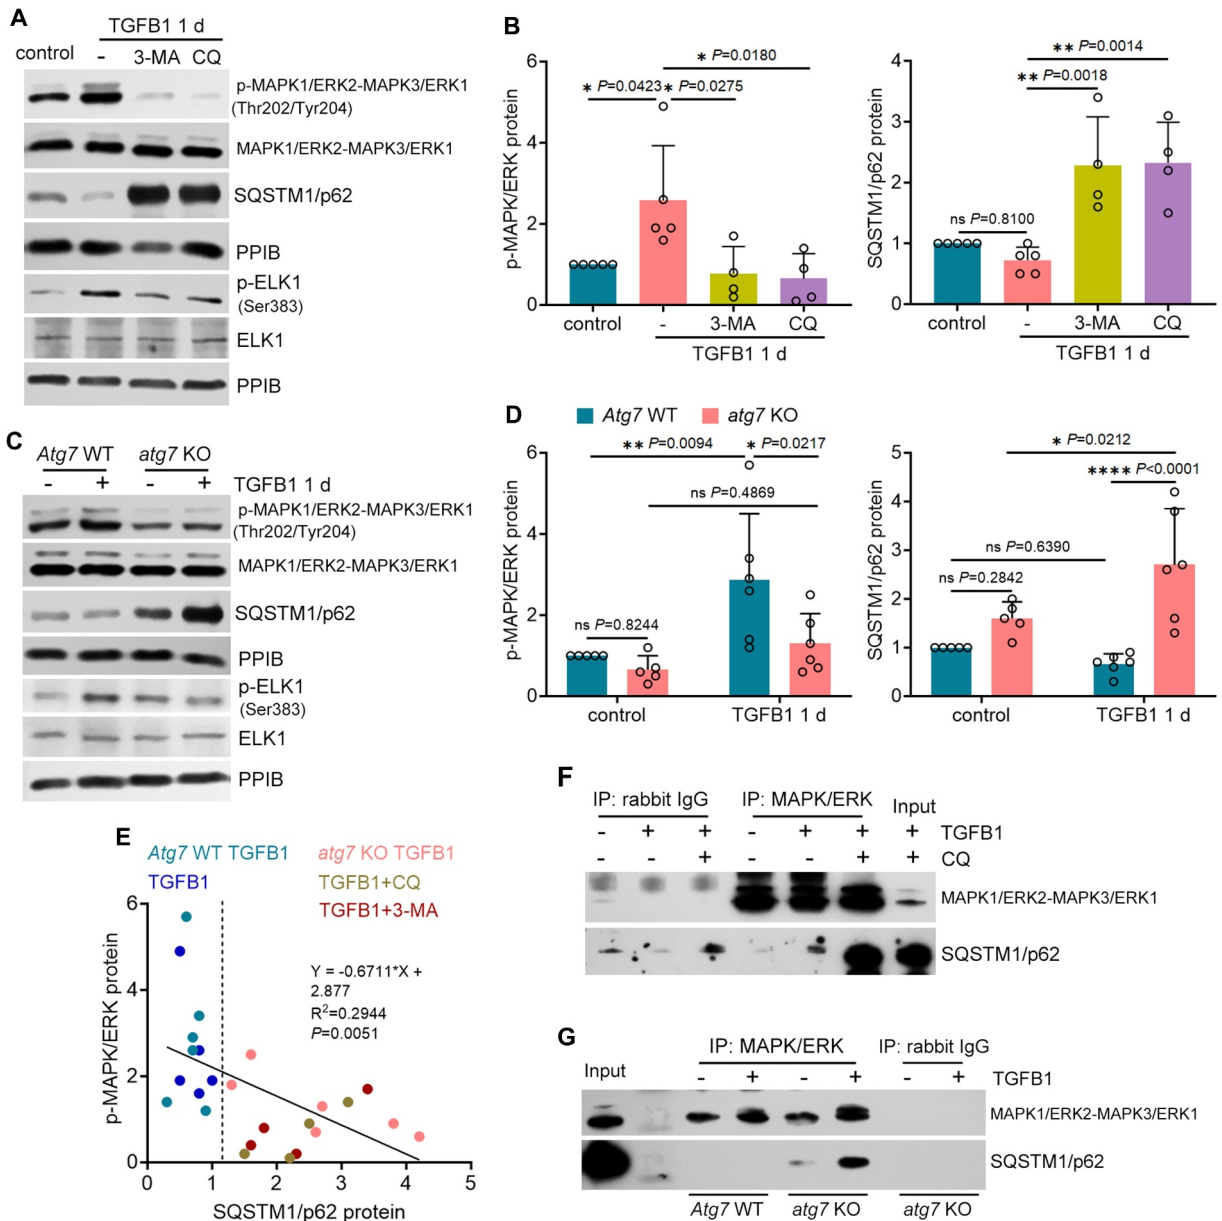 A
TGFB1 1 d
control - 3-MA CQ
p-MAPK1/ERK2-MAPK3/ERK1
(Thr202/Tyr204)
MAPK1/ERK2-MAPK3/ERK1
SQSTM1/p62
PPIB
p-ELK1
(Ser383)
ELK1
PPIB
B
p-MAPK/ERK protein
6
4
2
0
* P=0.0180
* P=0.0423
* P=0.0275
control - 3-MA CQ
TGFB1 1 d
SQSTM1/p62 protein
4
3
2
1
0
** P=0.0014
** P=0.0018
ns P=0.8100
control - 3-MA CQ
TGFB1 1 d
C
Atg7 WT atg7 KO
- + - + TGFB1 1 d
p-MAPK1/ERK2-MAPK3/ERK1
(Thr202/Tyr204)
MAPK1/ERK2-MAPK3/ERK1
SQSTM1/p62
PPIB
p-ELK1
(Ser383)
ELK1
PPIB
D
Atg7 WT atg7 KO
p-MAPK/ERK protein
6
4
2
0
** P=0.0094
* P=0.0217
ns P=0.4869
ns P=0.8244
control TGFB1 1 d
SQSTM1/p62 protein
5
4
3
2
1
0
* P=0.0212
**** P<0.0001
ns P=0.6390
ns P=0.2842
control TGFB1 1 d
E
Atg7 WT TGFB1 atg7 KO TGFB1
TGFB1 TGFB1+CQ
TGFB1+3-MA
p-MAPK/ERK protein
6
4
2
0
Y = -0.6711*X +
2.877
R²=0.2944
P=0.0051
0 1 2 3 4 5
SQSTM1/p62 protein
F
IP: rabbit IgG IP: MAPK/ERK Input
- + + - + + + TGFB1
- - + - - + + CQ
MAPK1/ERK2-MAPK3/ERK1
SQSTM1/p62
G
IP: MAPK/ERK IP: rabbit IgG
Input
- + - + - + TGFB1
MAPK1/ERK2-MAPK3/ERK1
SQSTM1/p62
Atg7 WT atg7 KO atg7 KO